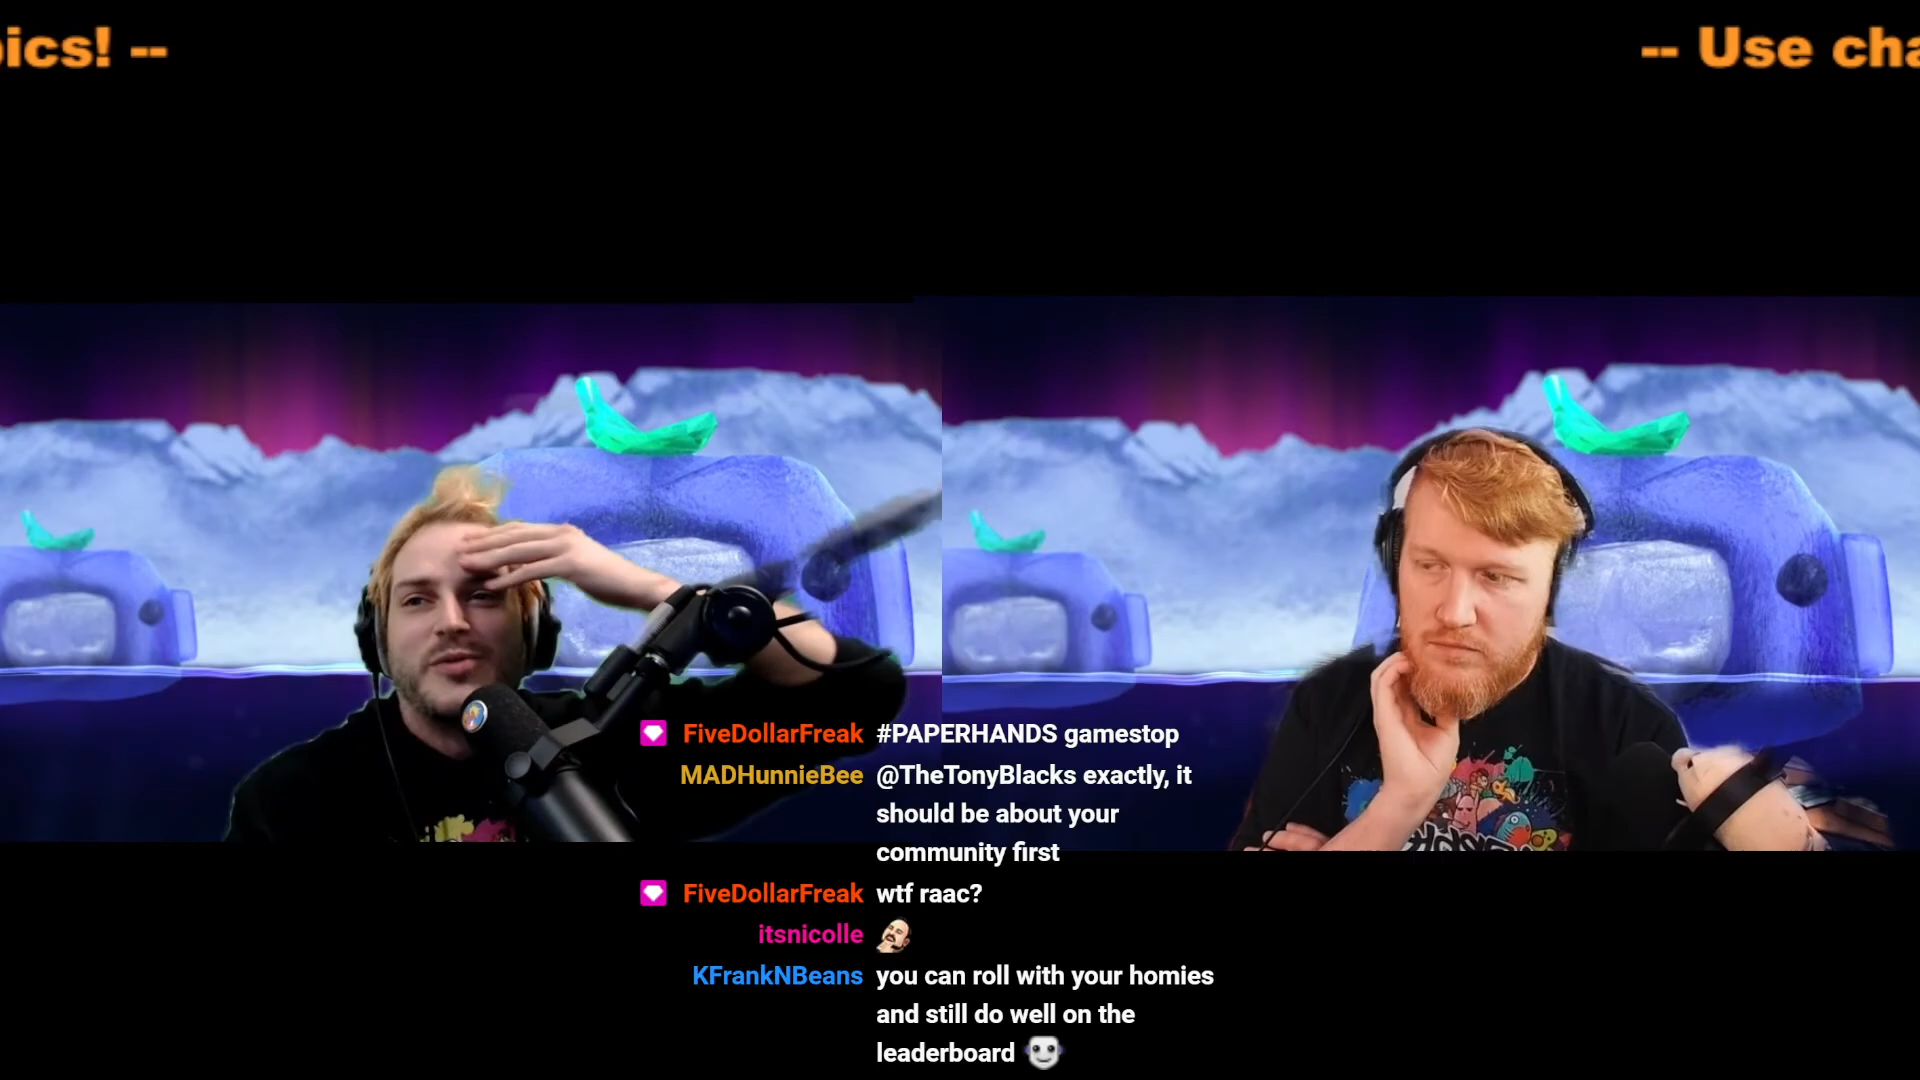 ics! --
-- Use cha
FiveDollarFreak #PAPERHANDS gamestop
MADHunnieBee @TheTonyBlacks exactly, it
should be about your
community first
FiveDollarFreak wtf raac?
itsnicolle
KFrankNBeans you can roll with your homies
and still do well on the
leaderboard